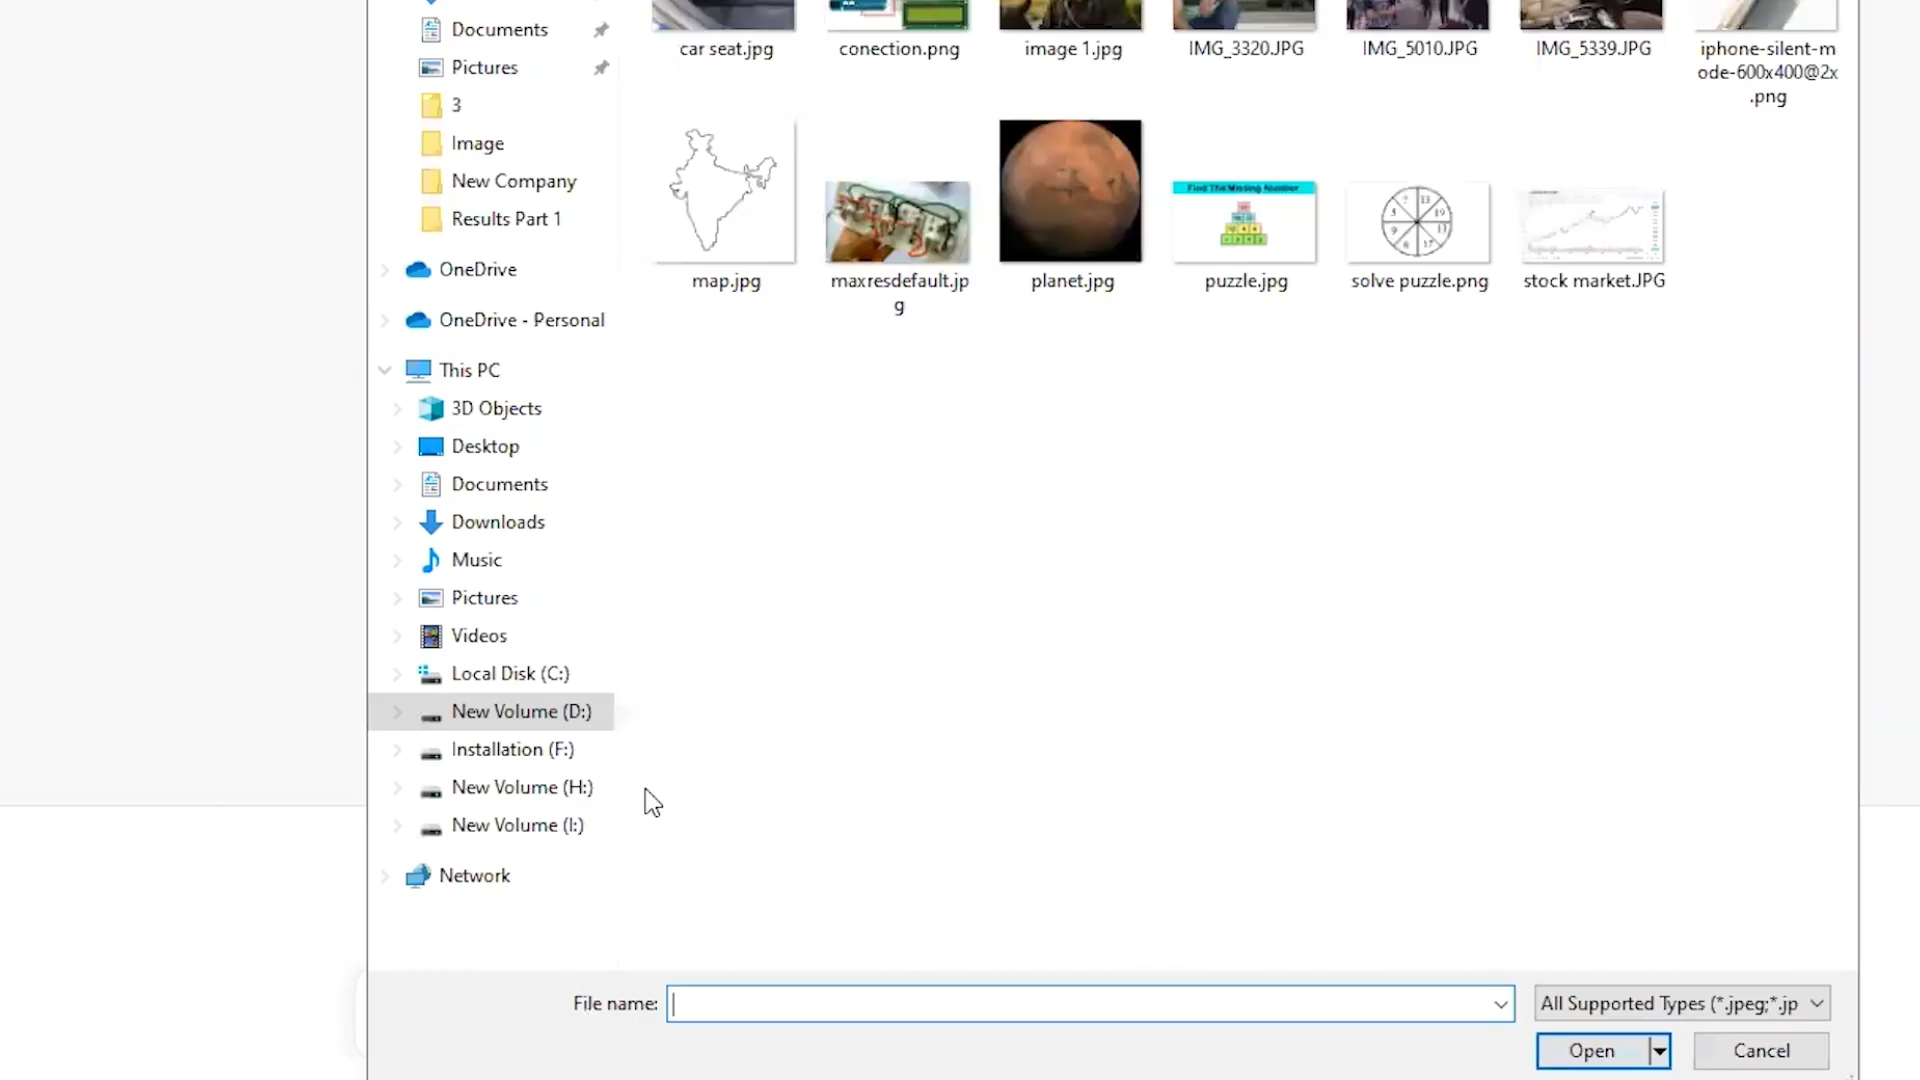 Documents
Pictures
3
Image
New Company
Results Part 1
OneDrive
OneDrive - Personal
This PC
3D Objects
Desktop
Documents
Downloads
Music
Pictures
Videos
Local Disk (C:)
New Volume (D:)
Installation (F:)
New Volume (H:)
New Volume (I:)
Network
car seat.jpg
conection.png
image 1.jpg
IMG_3320.JPG
IMG_5010.JPG
IMG_5339.JPG
iphone-silent-m
ode-600x400@2x
.png
map.jpg
maxresdefault.jp
g
planet.jpg
Find The Missing Number
puzzle.jpg
solve puzzle.png
stock market.JPG
File name:
All Supported Types (*.jpeg;*.jp
Open
Cancel